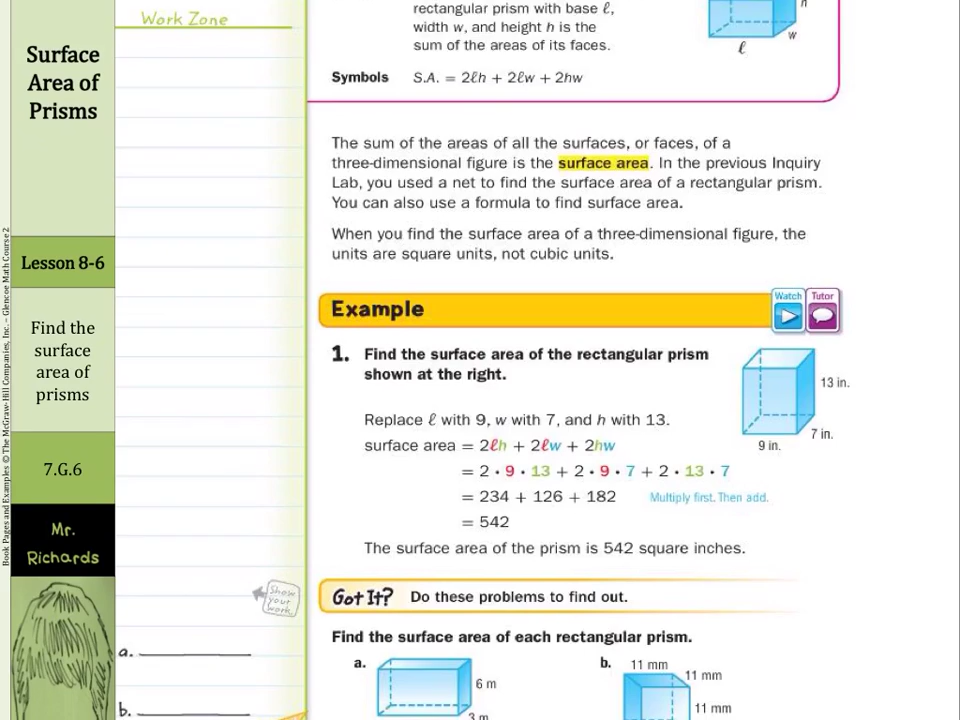 Surface
Area of
Prisms
Lesson 8-6
Find the
surface
area of
prisms
7.G.6
Mr.
Richards
Book Pages and Examples © The McGraw-Hill Companies, Inc. – Glencoe Math Course 2
Work Zone
rectangular prism with base ℓ,
width w, and height h is the
sum of the areas of its faces.
h
w
ℓ
Symbols S.A. = 2ℓh + 2ℓw + 2hw
The sum of the areas of all the surfaces, or faces, of a
three-dimensional figure is the surface area. In the previous Inquiry
Lab, you used a net to find the surface area of a rectangular prism.
You can also use a formula to find surface area.
When you find the surface area of a three-dimensional figure, the
units are square units, not cubic units.
Example
Watch Tutor
1. Find the surface area of the rectangular prism
shown at the right.
13 in.
7 in.
9 in.
Replace ℓ with 9, w with 7, and h with 13.
surface area = 2ℓh + 2ℓw + 2hw
= 2 • 9 • 13 + 2 • 9 • 7 + 2 • 13 • 7
= 234 + 126 + 182 Multiply first. Then add.
= 542
The surface area of the prism is 542 square inches.
Show
your
work.
Got It? Do these problems to find out.
Find the surface area of each rectangular prism.
a.
b.
a.
6 m
3 m
b. 11 mm
11 mm
11 mm